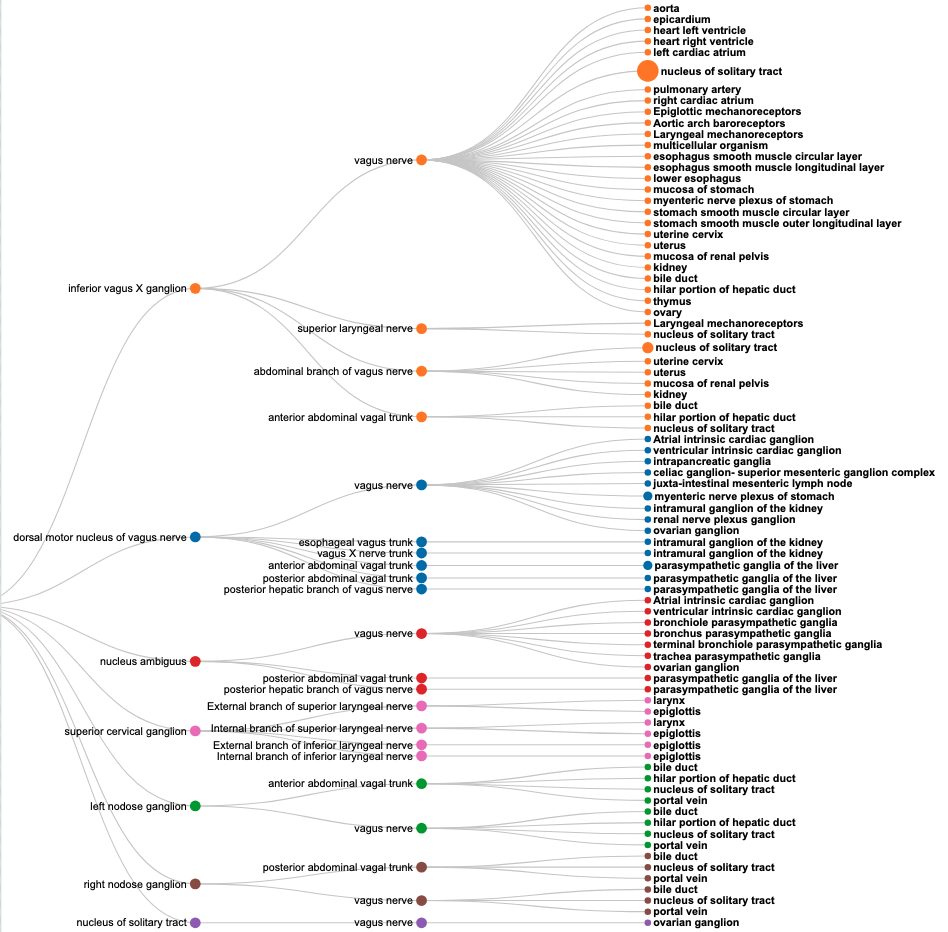 aorta
epicardium
heart left ventricle
heart right ventricle
left cardiac atrium
nucleus of solitary tract
pulmonary artery
right cardiac atrium
Epiglottic mechanoreceptors
Aortic arch baroreceptors
Laryngeal mechanoreceptors
multicellular organism
vagus nerve
esophagus smooth muscle circular layer
esophagus smooth muscle longitudinal layer
lower esophagus
mucosa of stomach
myenteric nerve plexus of stomach
stomach smooth muscle circular layer
stomach smooth muscle outer longitudinal layer
uterine cervix
uterus
mucosa of renal pelvis
kidney
bile duct
inferior vagus X ganglion
hilar portion of hepatic duct
thymus
ovary
Laryngeal mechanoreceptors
superior laryngeal nerve
nucleus of solitary tract
nucleus of solitary tract
uterine cervix
abdominal branch of vagus nerve
uterus
mucosa of renal pelvis
kidney
bile duct
anterior abdominal vagal trunk
hilar portion of hepatic duct
nucleus of solitary tract
Atrial intrinsic cardiac ganglion
ventricular intrinsic cardiac ganglion
intrapancreatic ganglia
celiac ganglion- superior mesenteric ganglion complex
vagus nerve
juxta-intestinal mesenteric lymph node
myenteric nerve plexus of stomach
intramural ganglion of the kidney
renal nerve plexus ganglion
ovarian ganglion
dorsal motor nucleus of vagus nerve
esophageal vagus trunk
intramural ganglion of the kidney
vagus X nerve trunk
intramural ganglion of the kidney
anterior abdominal vagal trunk
parasympathetic ganglia of the liver
posterior abdominal vagal trunk
parasympathetic ganglia of the liver
posterior hepatic branch of vagus nerve
parasympathetic ganglia of the liver
Atrial intrinsic cardiac ganglion
ventricular intrinsic cardiac ganglion
bronchiole parasympathetic ganglia
vagus nerve
bronchus parasympathetic ganglia
terminal bronchiole parasympathetic ganglia
trachea parasympathetic ganglia
nucleus ambiguus
ovarian ganglion
posterior abdominal vagal trunk
parasympathetic ganglia of the liver
posterior hepatic branch of vagus nerve
parasympathetic ganglia of the liver
larynx
External branch of superior laryngeal nerve
epiglottis
larynx
superior cervical ganglion
Internal branch of superior laryngeal nerve
epiglottis
External branch of inferior laryngeal nerve
epiglottis
Internal branch of inferior laryngeal nerve
epiglottis
bile duct
hilar portion of hepatic duct
anterior abdominal vagal trunk
nucleus of solitary tract
portal vein
left nodose ganglion
bile duct
hilar portion of hepatic duct
vagus nerve
nucleus of solitary tract
portal vein
bile duct
posterior abdominal vagal trunk
nucleus of solitary tract
portal vein
right nodose ganglion
bile duct
vagus nerve
nucleus of solitary tract
portal vein
nucleus of solitary tract
vagus nerve
ovarian ganglion